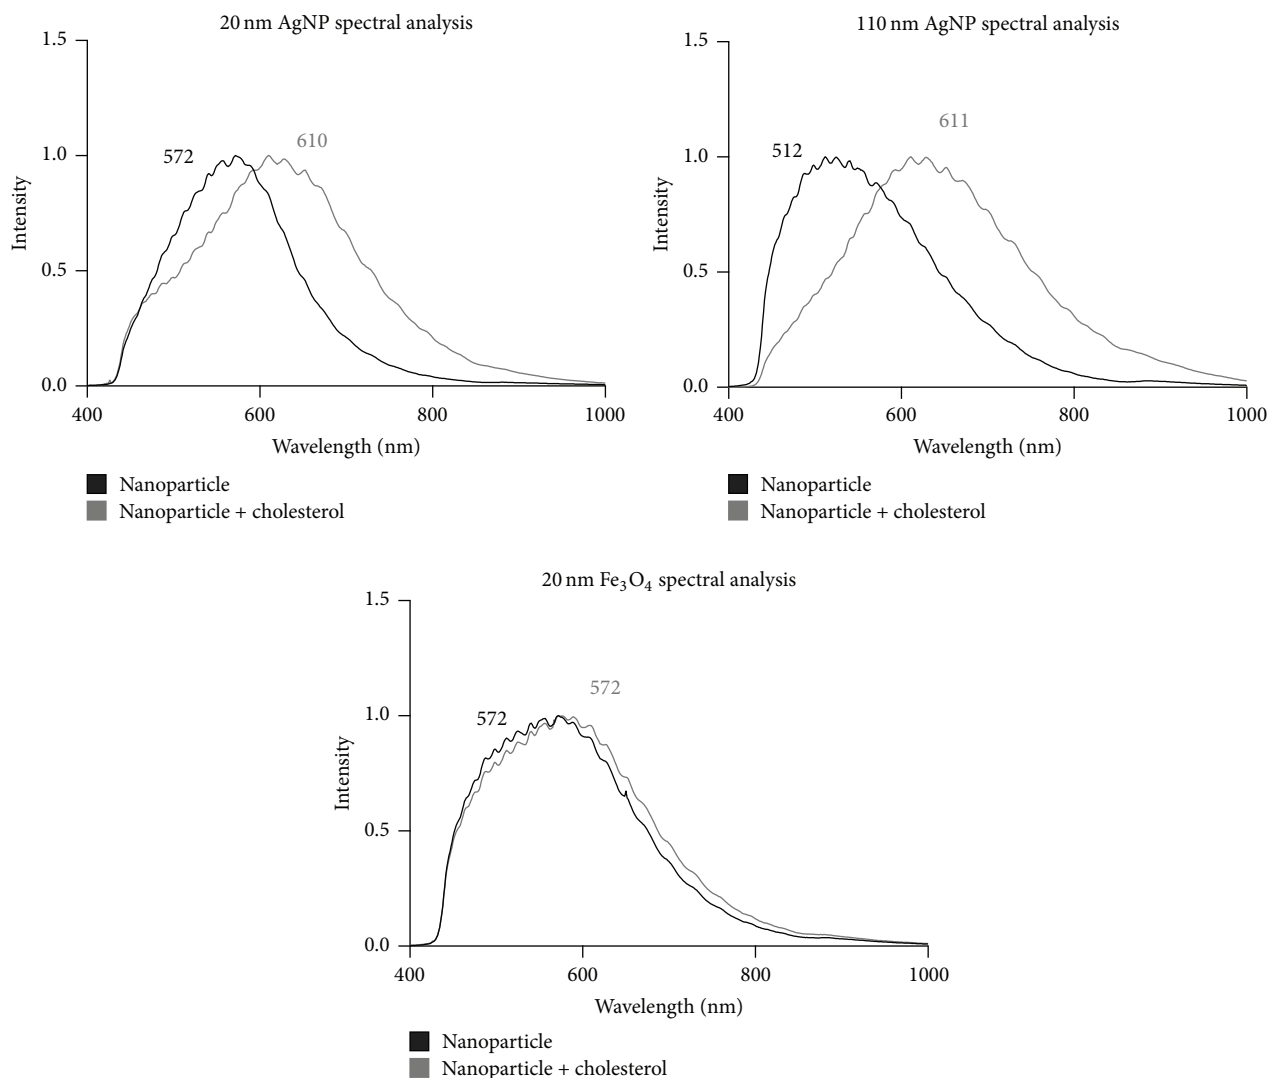 20 nm AgNP spectral analysis
1.5
572
610
1.0
Intensity
0.5
0.0
400 600 800 1000
Wavelength (nm)
Nanoparticle
Nanoparticle + cholesterol
110 nm AgNP spectral analysis
1.5
611
512
1.0
Intensity
0.5
0.0
400 600 800 1000
Wavelength (nm)
Nanoparticle
Nanoparticle + cholesterol
20 nm Fe₃O₄ spectral analysis
1.5
572
572
1.0
Intensity
0.5
0.0
400 600 800 1000
Wavelength (nm)
Nanoparticle
Nanoparticle + cholesterol